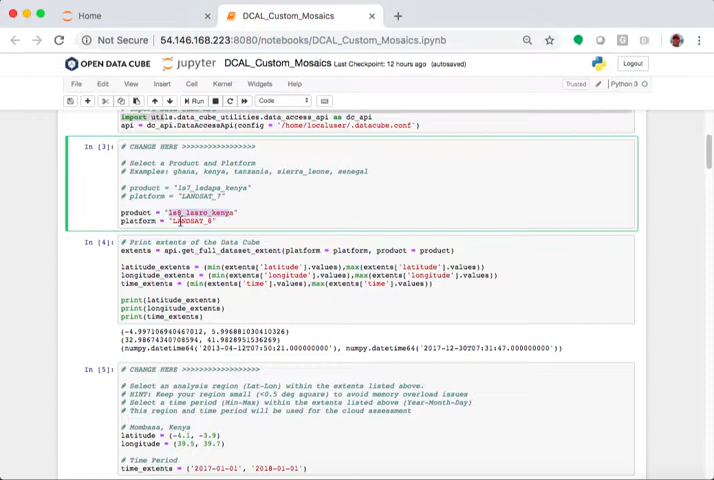 Home
DCAL_Custom_Mosaics
Not Secure 54.146.168.223:8080/notebooks/DCAL_Custom_Mosaics.ipynb
OPEN DATA CUBE jupyter DCAL_Custom_Mosaics Last Checkpoint: 12 hours ago (autosaved) Logout
File Edit View Insert Cell Kernel Widgets Help Trusted Python 3
Run Code
import utils.data_cube_utilities.data_access_api as dc_api
api = dc_api.DataAccessApi(config = '/home/localuser/.datacube.conf')
In [3]: # CHANGE HERE >>>>>>>>>>>>>>>>>
# Select a Product and Platform
# Examples: ghana, kenya, tanzania, sierra_leone, senegal
# product = "ls7_ledaps_kenya"
# platform = "LANDSAT_7"
product = "ls8_lasrc_kenya"
platform = "LANDSAT_8"
In [4]: # Print extents of the Data Cube
extents = api.get_full_dataset_extent(platform = platform, product = product)
latitude_extents = (min(extents['latitude'].values),max(extents['latitude'].values))
longitude_extents = (min(extents['longitude'].values),max(extents['longitude'].values))
time_extents = (min(extents['time'].values),max(extents['time'].values))
print(latitude_extents)
print(longitude_extents)
print(time_extents)
(-4.997106940467012, 5.996881030410326)
(32.98674340708594, 41.9828951536239)
(numpy.datetime64('2013-04-12T07:50:21.000000000'), numpy.datetime64('2017-12-30T07:31:47.000000000'))
In [5]: # CHANGE HERE >>>>>>>>>>>>>>>>>>
# Select an analysis region (Lat-Lon) within the extents listed above.
# HINT: Keep your region small (<0.5 deg square) to avoid memory overload issues
# Select a time period (Min-Max) within the extents listed above (Year-Month-Day)
# This region and time period will be used for the cloud assessment
# Mombasa, Kenya
latitude = (-4.1, -3.9)
longitude = (39.5, 39.7)
# Time Period
time_extents = ('2017-01-01', '2018-01-01')